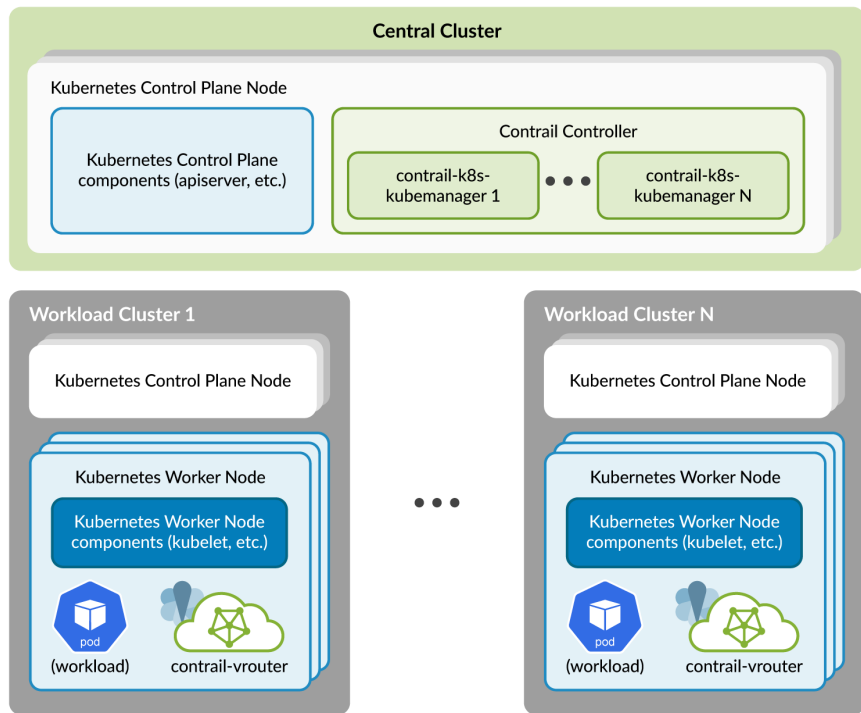 Central Cluster
Kubernetes Control Plane Node
Kubernetes Control Plane
components (apiserver, etc.)
Contrail Controller
contrail-k8s-
kubemanager 1
contrail-k8s-
kubemanager N
Workload Cluster 1
Kubernetes Control Plane Node
Kubernetes Worker Node
Kubernetes Worker Node
components (kubelet, etc.)
pod
(workload)
contrail-vrouter
Workload Cluster N
Kubernetes Control Plane Node
Kubernetes Worker Node
Kubernetes Worker Node
components (kubelet, etc.)
pod
(workload)
contrail-vrouter